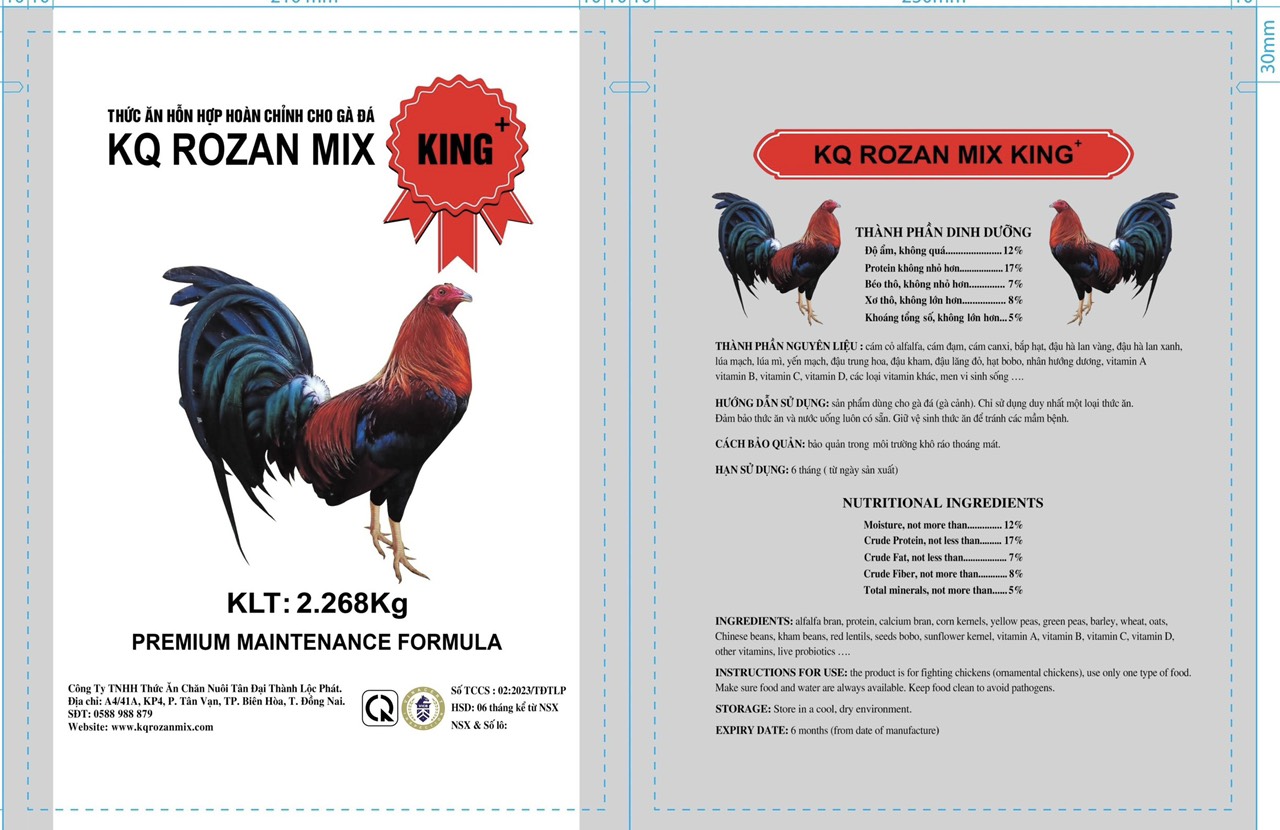 210 mm
250mm
30mm
THỨC ĂN HỖN HỢP HOÀN CHỈNH CHO GÀ ĐÁ
KQ ROZAN MIX
KING+
KLT: 2.268Kg
PREMIUM MAINTENANCE FORMULA
Công Ty TNHH Thức Ăn Chăn Nuôi Tân Đại Thành Lộc Phát.
Địa chỉ: A4/41A, KP4, P. Tân Vạn, TP. Biên Hòa, T. Đồng Nai.
SĐT: 0588 988 879
Website: www.kqrozanmix.com
Số TCCS : 02:2023/TĐTLP
HSD: 06 tháng kể từ NSX
NSX & Số lô:
KQ ROZAN MIX KING+
THÀNH PHẦN DINH DƯỠNG
Độ ẩm, không quá...................... 12%
Protein không nhỏ hơn................. 17%
Béo thô, không nhỏ hơn.............. 7%
Xơ thô, không lớn hơn................. 8%
Khoáng tổng số, không lớn hơn... 5%
THÀNH PHẦN NGUYÊN LIỆU : cám cỏ alfalfa, cám đạm, cám canxi, bắp hạt, đậu hà lan vàng, đậu hà lan xanh,
lúa mạch, lúa mì, yến mạch, đậu trung hoa, đậu kham, đậu lăng đỏ, hạt bobo, nhân hướng dương, vitamin A
vitamin B, vitamin C, vitamin D, các loại vitamin khác, men vi sinh sống ….
HƯỚNG DẪN SỬ DỤNG: sản phẩm dùng cho gà đá (gà cảnh). Chỉ sử dụng duy nhất một loại thức ăn.
Đảm bảo thức ăn và nước uống luôn có sẵn. Giữ vệ sinh thức ăn để tránh các mầm bệnh.
CÁCH BẢO QUẢN: bảo quản trong môi trường khô ráo thoáng mát.
HẠN SỬ DỤNG: 6 tháng ( từ ngày sản xuất)
NUTRITIONAL INGREDIENTS
Moisture, not more than.............. 12%
Crude Protein, not less than......... 17%
Crude Fat, not less than................. 7%
Crude Fiber, not more than............ 8%
Total minerals, not more than...... 5%
INGREDIENTS: alfalfa bran, protein, calcium bran, corn kernels, yellow peas, green peas, barley, wheat, oats,
Chinese beans, kham beans, red lentils, seeds bobo, sunflower kernel, vitamin A, vitamin B, vitamin C, vitamin D,
other vitamins, live probiotics ….
INSTRUCTIONS FOR USE: the product is for fighting chickens (ornamental chickens), use only one type of food.
Make sure food and water are always available. Keep food clean to avoid pathogens.
STORAGE: Store in a cool, dry environment.
EXPIRY DATE: 6 months (from date of manufacture)